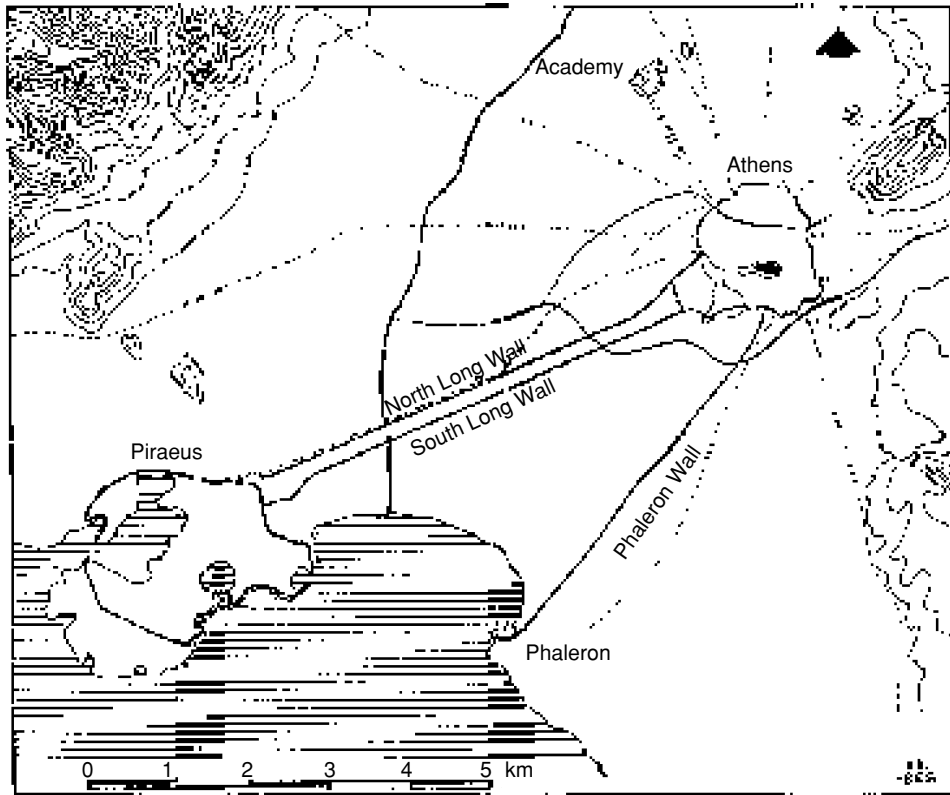 Academy
Athens
North Long Wall
South Long Wall
Piraeus
Phaleron Wall
Phaleron
0 1 2 3 4 5 km